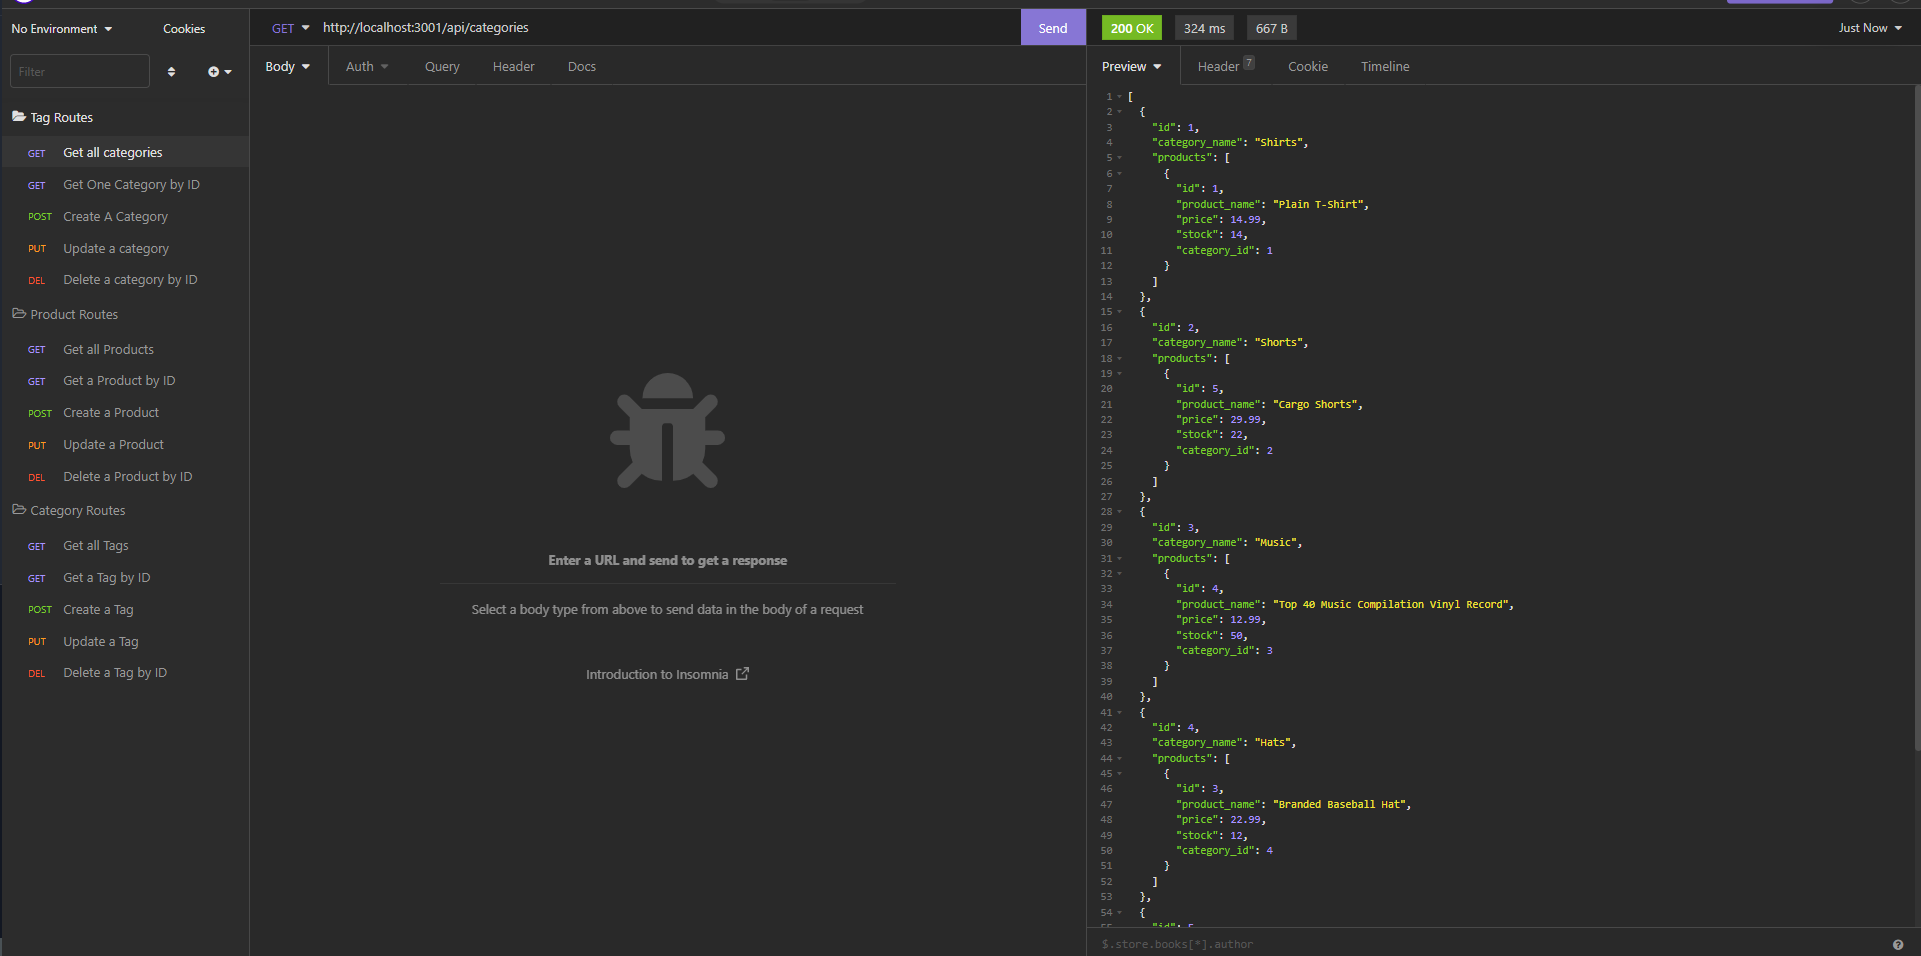 No Environment
Cookies
Filter
Tag Routes
GET Get all categories
GET Get One Category by ID
POST Create A Category
PUT Update a category
DEL Delete a category by ID
Product Routes
GET Get all Products
GET Get a Product by ID
POST Create a Product
PUT Update a Product
DEL Delete a Product by ID
Category Routes
GET Get all Tags
GET Get a Tag by ID
POST Create a Tag
PUT Update a Tag
DEL Delete a Tag by ID
GET http://localhost:3001/api/categories Send
Body Auth Query Header Docs
Enter a URL and send to get a response
Select a body type from above to send data in the body of a request
Introduction to Insomnia
200 OK 324 ms 667 B Just Now
Preview Header 7 Cookie Timeline
1 [
2 {
3 "id": 1,
4 "category_name": "Shirts",
5 "products": [
6 {
7 "id": 1,
8 "product_name": "Plain T-Shirt",
9 "price": 14.99,
10 "stock": 14,
11 "category_id": 1
12 }
13 ]
14 },
15 {
16 "id": 2,
17 "category_name": "Shorts",
18 "products": [
19 {
20 "id": 5,
21 "product_name": "Cargo Shorts",
22 "price": 29.99,
23 "stock": 22,
24 "category_id": 2
25 }
26 ]
27 },
28 {
29 "id": 3,
30 "category_name": "Music",
31 "products": [
32 {
33 "id": 4,
34 "product_name": "Top 40 Music Compilation Vinyl Record",
35 "price": 12.99,
36 "stock": 50,
37 "category_id": 3
38 }
39 ]
40 },
41 {
42 "id": 4,
43 "category_name": "Hats",
44 "products": [
45 {
46 "id": 3,
47 "product_name": "Branded Baseball Hat",
48 "price": 22.99,
49 "stock": 12,
50 "category_id": 4
51 }
52 ]
53 },
54 {
$.store.books[*].author